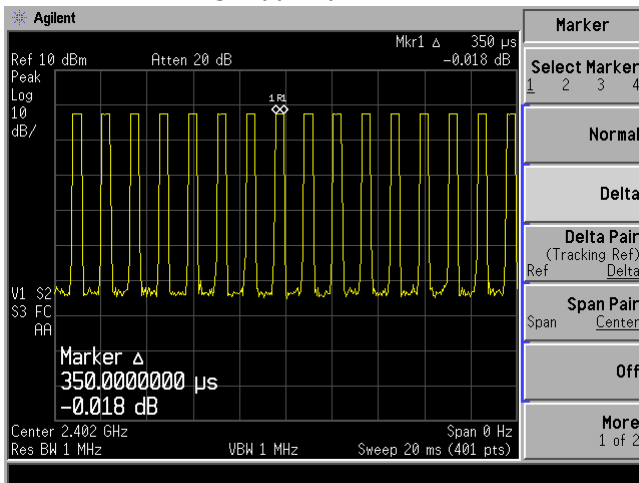 Agilent
Marker
Mkr1 Δ 350 µs
Ref 10 dBm Atten 20 dB -0.018 dB
Peak
Log
10
dB/
1R1
V1 S2
S3 FC
AA
Marker Δ
350.0000000 µs
-0.018 dB
Center 2.402 GHz Span 0 Hz
Res BW 1 MHz VBW 1 MHz Sweep 20 ms (401 pts)
Select Marker
1 2 3 4
Normal
Delta
Delta Pair
(Tracking Ref)
Ref Delta
Span Pair
Span Center
Off
More
1 of 2